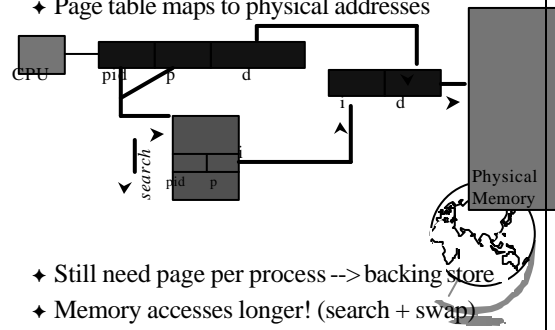 ✦ Page table maps to physical addresses
CPU
pid p d
i d
search
i
pid p
Physical
Memory
✦ Still need page per process --> backing store
✦ Memory accesses longer! (search + swap)